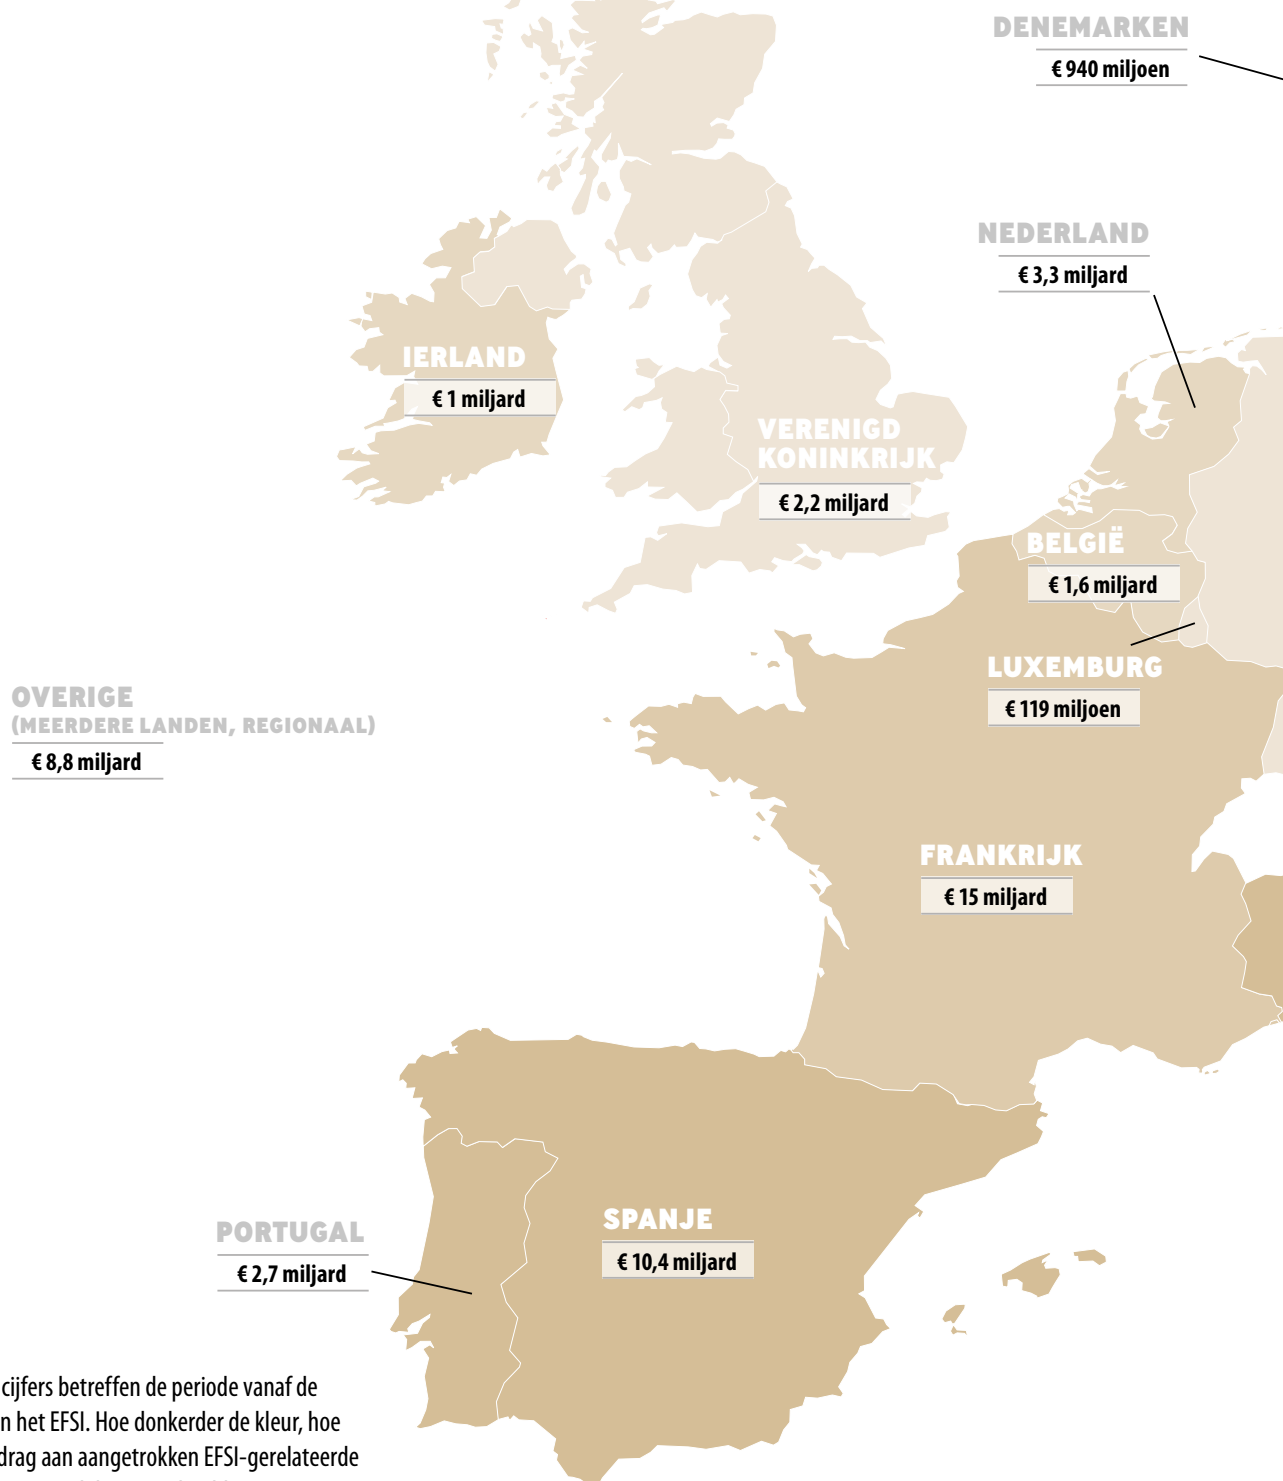 DENEMARKEN
€ 940 miljoen
NEDERLAND
€ 3,3 miljard
IERLAND
€ 1 miljard
VERENIGD
KONINKRIJK
€ 2,2 miljard
BELGIË
€ 1,6 miljard
LUXEMBURG
€ 119 miljoen
OVERIGE
(MEERDERE LANDEN, REGIONAAL)
€ 8,8 miljard
FRANKRIJK
€ 15 miljard
SPANJE
€ 10,4 miljard
PORTUGAL
€ 2,7 miljard
cijfers betreffen de periode vanaf de
n het EFSI. Hoe donkerder de kleur, hoe
drag aan aangetrokken EFSI-gerelateerde